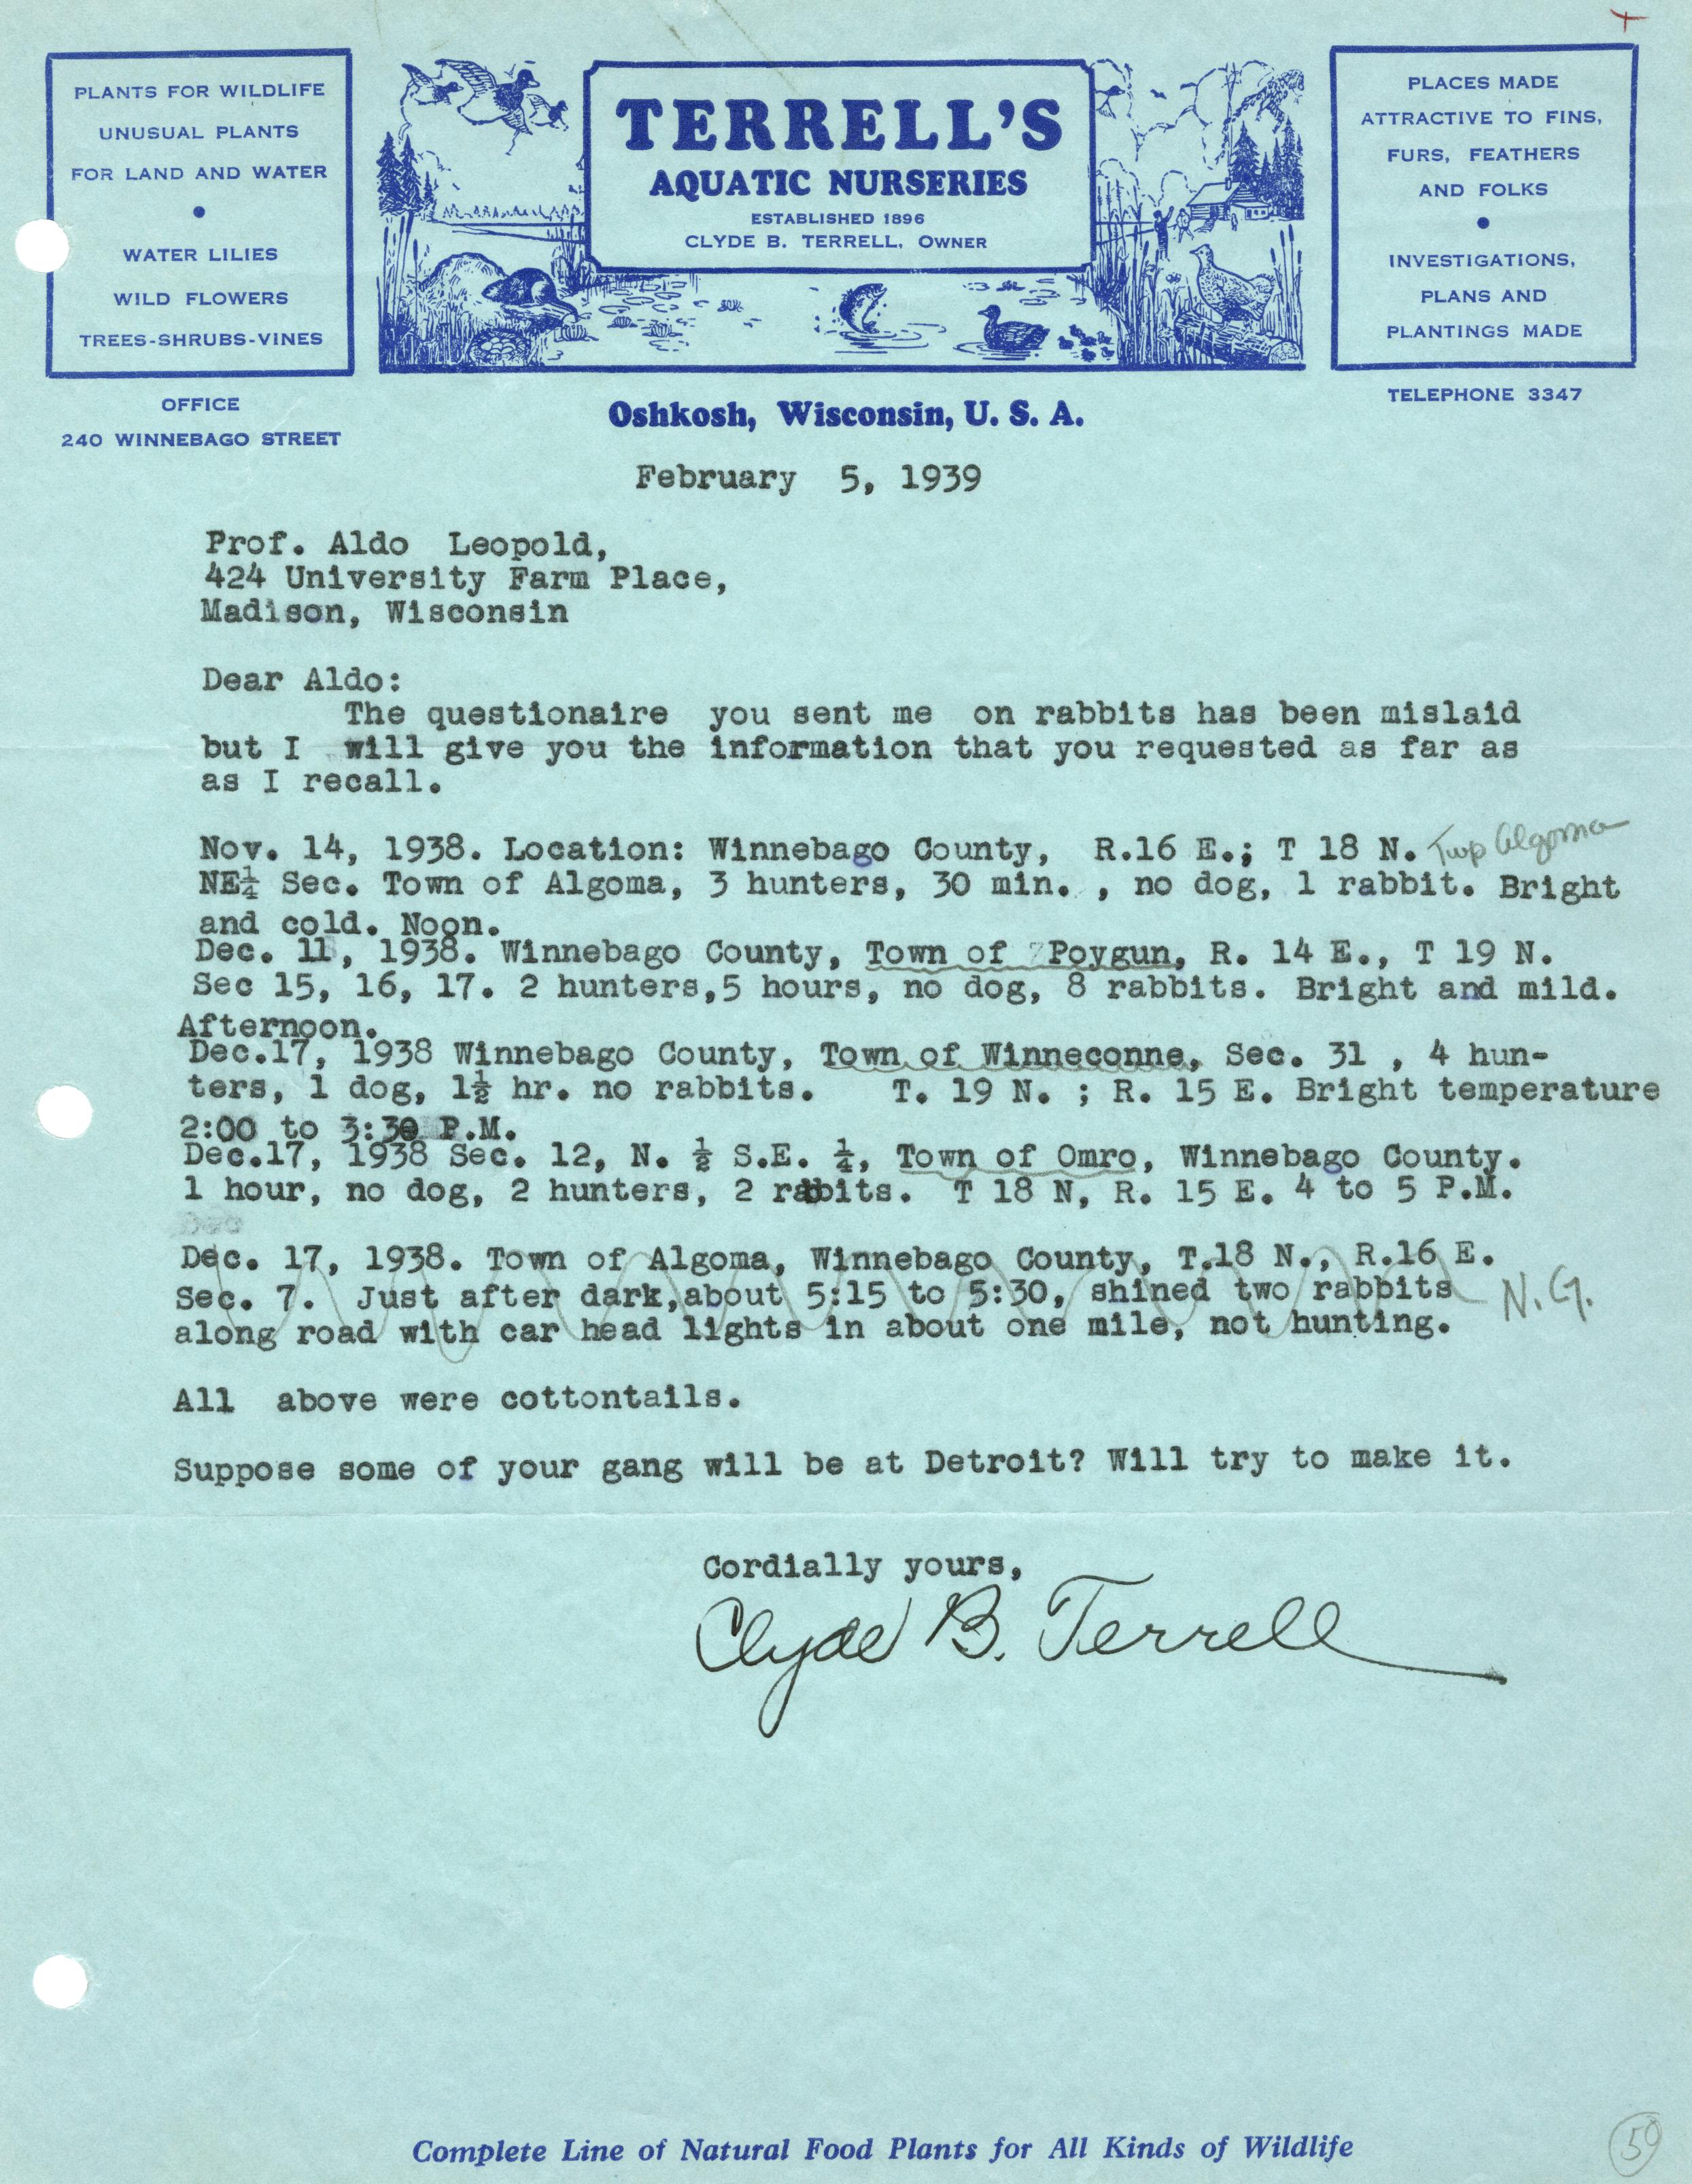 PLANTS FOR WILDLIFE
UNUSUAL PLANTS
FOR LAND AND WATER
WATER LILIES
WILD FLOWERS
TREES-SHRUBS-VINES
OFFICE
240 WINNEBAGO STREET
TERRELL'S
AQUATIC NURSERIES
ESTABLISHED 1896
CLYDE B. TERRELL, OWNER
Oshkosh, Wisconsin, U. S. A.
PLACES MADE
ATTRACTIVE TO FINS,
FURS, FEATHERS
AND FOLKS
INVESTIGATIONS,
PLANS AND
PLANTINGS MADE
TELEPHONE 3347
February 5, 1939
Prof. Aldo Leopold,
424 University Farm Place,
Madison, Wisconsin
Dear Aldo:
The questionaire you sent me on rabbits has been mislaid
but I will give you the information that you requested as far as
as I recall.
Nov. 14, 1938. Location: Winnebago County, R.16 E.; T 18 N. Twp Algoma
NE¼ Sec. Town of Algoma, 3 hunters, 30 min. , no dog, 1 rabbit. Bright
and cold. Noon.
Dec. 11, 1938. Winnebago County, Town of ?Poygun, R. 14 E., T 19 N.
Sec 15, 16, 17. 2 hunters,5 hours, no dog, 8 rabbits. Bright and mild.
Afternoon.
Dec.17, 1938 Winnebago County, Town of Winneconne, Sec. 31 , 4 hun-
ters, 1 dog, 1½ hr. no rabbits. T. 19 N. ; R. 15 E. Bright temperature
2:00 to 3:30 P.M.
Dec.17, 1938 Sec. 12, N. ½ S.E. ¼, Town of Omro, Winnebago County.
1 hour, no dog, 2 hunters, 2 rabbits. T 18 N, R. 15 E. 4 to 5 P.M.
Dec. 17, 1938. Town of Algoma, Winnebago County, T.18 N., R.16 E.
Sec. 7. Just after dark,about 5:15 to 5:30, shined two rabbits N.G.
along road with car head lights in about one mile, not hunting.
All above were cottontails.
Suppose some of your gang will be at Detroit? Will try to make it.
Cordially yours,
Clyde B. Terrell
Complete Line of Natural Food Plants for All Kinds of Wildlife
59